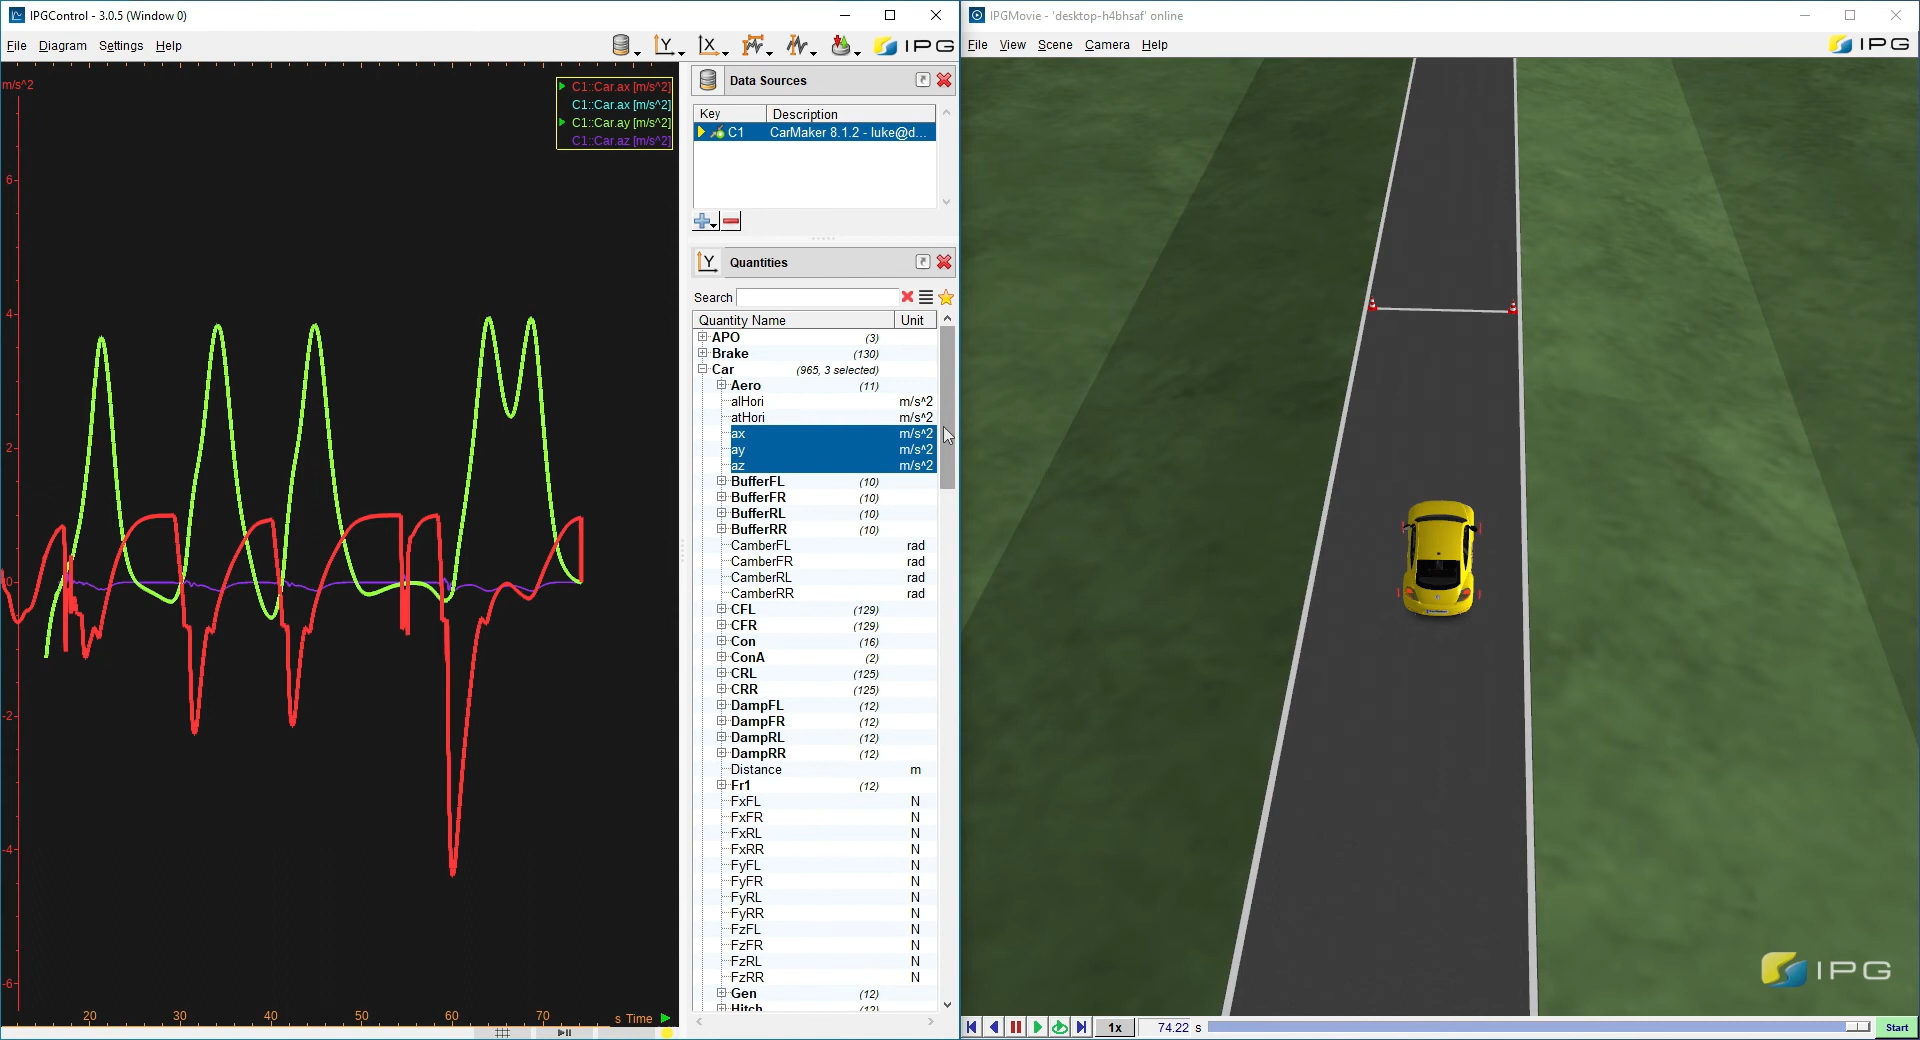 IPGControl - 3.0.5 (Window 0)
File Diagram Settings Help
IPG
m/s^2
C1::Car.ax [m/s^2]
C1::Car.ax [m/s^2]
C1::Car.ay [m/s^2]
C1::Car.az [m/s^2]
6
4
2
0
-2
-4
-6
20 30 40 50 60 70 s Time
Data Sources
Key Description
C1 CarMaker 8.1.2 - luke@d...
Quantities
Search
Quantity Name Unit
APO (3)
Brake (130)
Car (965, 3 selected)
Aero (11)
alHori m/s^2
atHori m/s^2
ax m/s^2
ay m/s^2
az m/s^2
BufferFL (10)
BufferFR (10)
BufferRL (10)
BufferRR (10)
CamberFL rad
CamberFR rad
CamberRL rad
CamberRR rad
CFL (129)
CFR (129)
Con (16)
ConA (2)
CRL (125)
CRR (125)
DampFL (12)
DampFR (12)
DampRL (12)
DampRR (12)
Distance m
Fr1 (12)
FxFL N
FxFR N
FxRL N
FxRR N
FyFL N
FyFR N
FyRL N
FyRR N
FzFL N
FzFR N
FzRL N
FzRR N
Gen (12)
Hitch (12)
IPGMovie - 'desktop-h4bhsaf' online
File View Scene Camera Help
IPG
IPG
1x 74.22 s Start